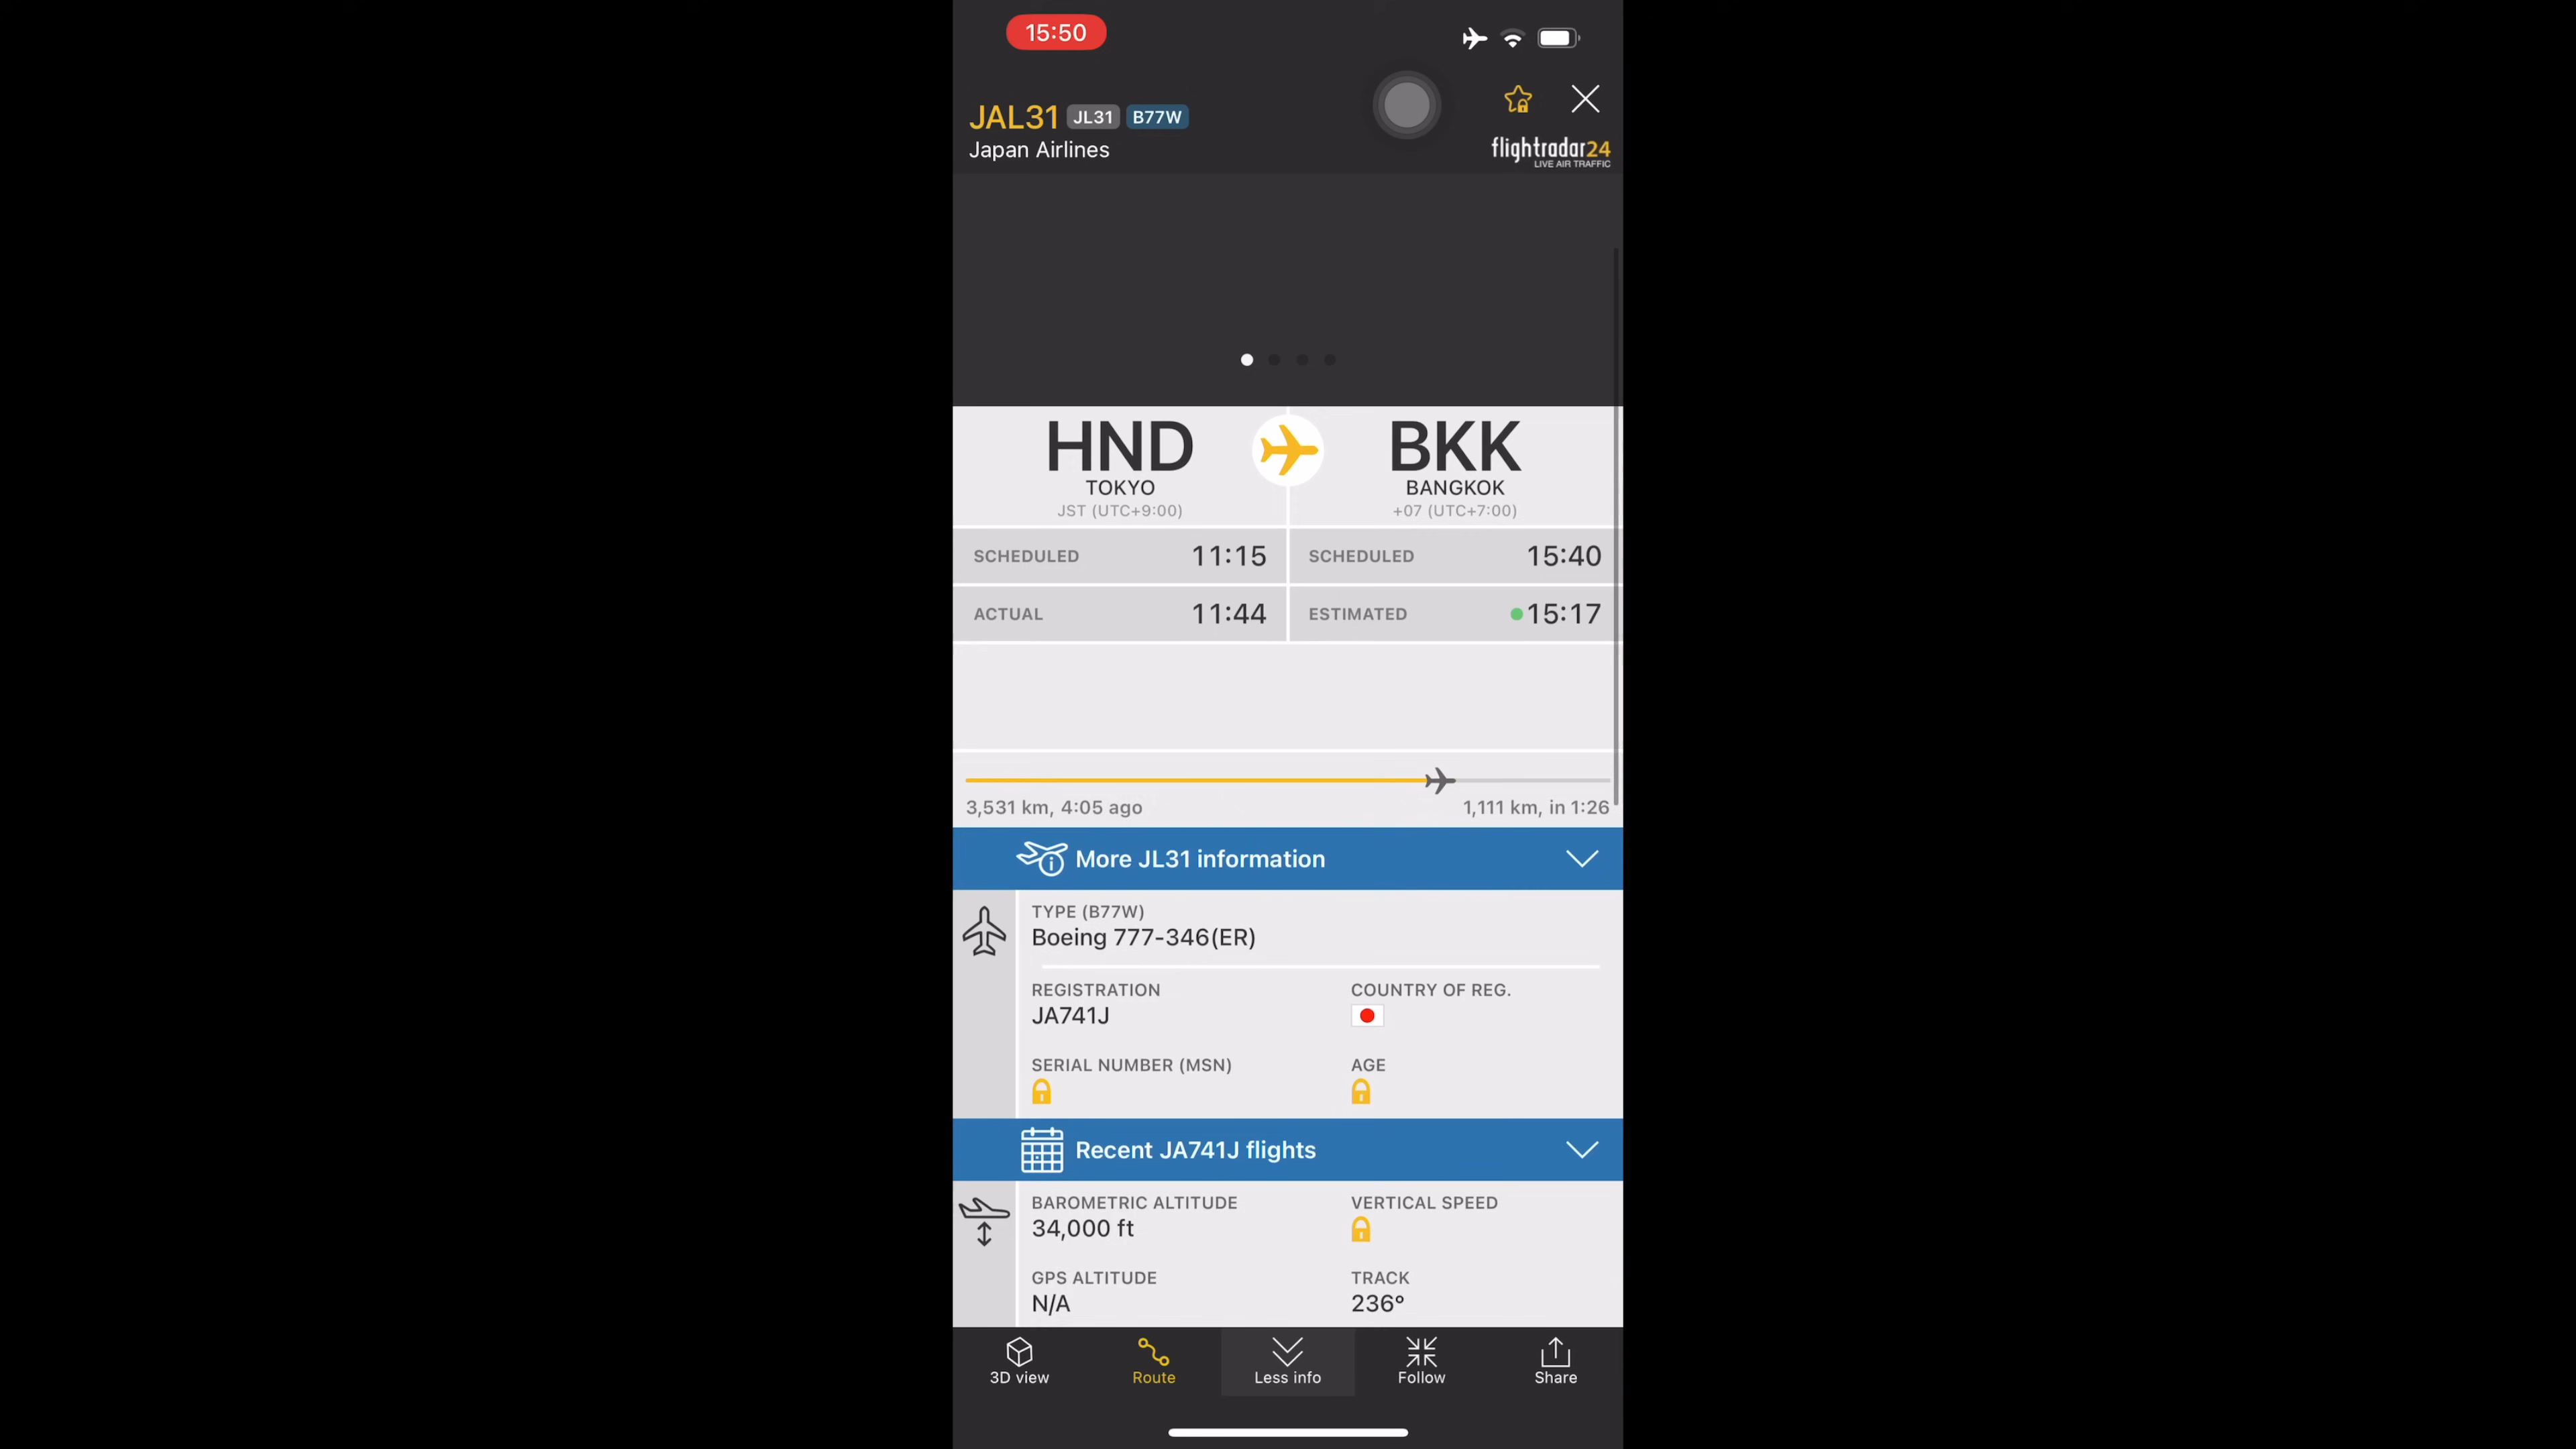 15:50
JAL31 JL31 B77W
Japan Airlines
flightradar24
LIVE AIR TRAFFIC
HND
TOKYO
JST (UTC+9:00)
BKK
BANGKOK
+07 (UTC+7:00)
SCHEDULED 11:15
SCHEDULED 15:40
ACTUAL 11:44
ESTIMATED 15:17
3,531 km, 4:05 ago
1,111 km, in 1:26
More JL31 information
TYPE (B77W)
Boeing 777-346(ER)
REGISTRATION
JA741J
COUNTRY OF REG.
SERIAL NUMBER (MSN)
AGE
Recent JA741J flights
BAROMETRIC ALTITUDE
34,000 ft
VERTICAL SPEED
GPS ALTITUDE
N/A
TRACK
236°
3D view
Route
Less info
Follow
Share